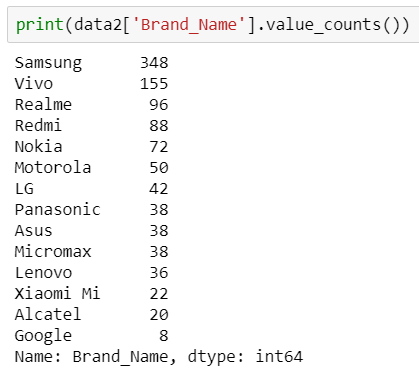 print(data2['Brand_Name'].value_counts())
Samsung 348
Vivo 155
Realme 96
Redmi 88
Nokia 72
Motorola 50
LG 42
Panasonic 38
Asus 38
Micromax 38
Lenovo 36
Xiaomi Mi 22
Alcatel 20
Google 8
Name: Brand_Name, dtype: int64